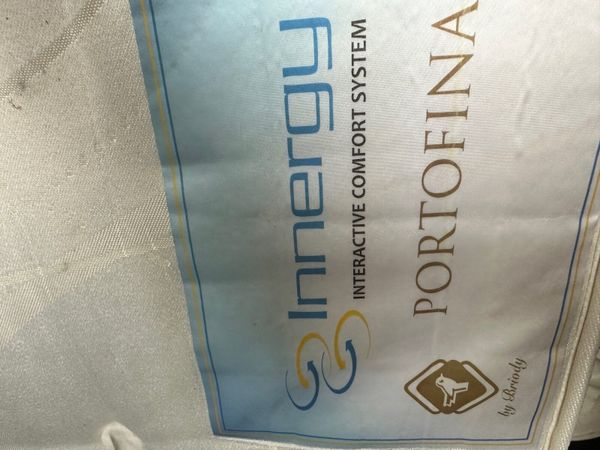 Innergy
INTERACTIVE COMFORT SYSTEM
PORTOFINA
by Briody